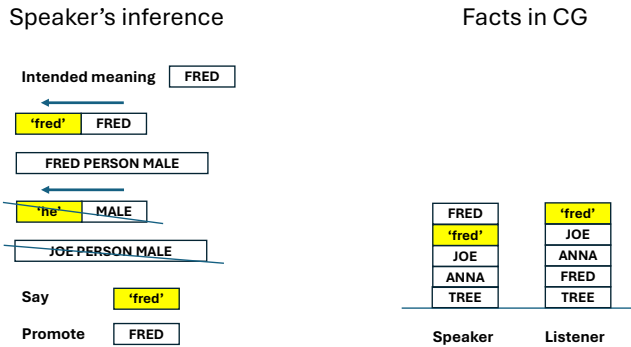 Speaker's inference
Intended meaning FRED
'fred' FRED
FRED PERSON MALE
'he' MALE
JOE PERSON MALE
Say 'fred'
Promote FRED
Facts in CG
FRED 'fred'
'fred' JOE
JOE ANNA
ANNA FRED
TREE TREE
Speaker Listener